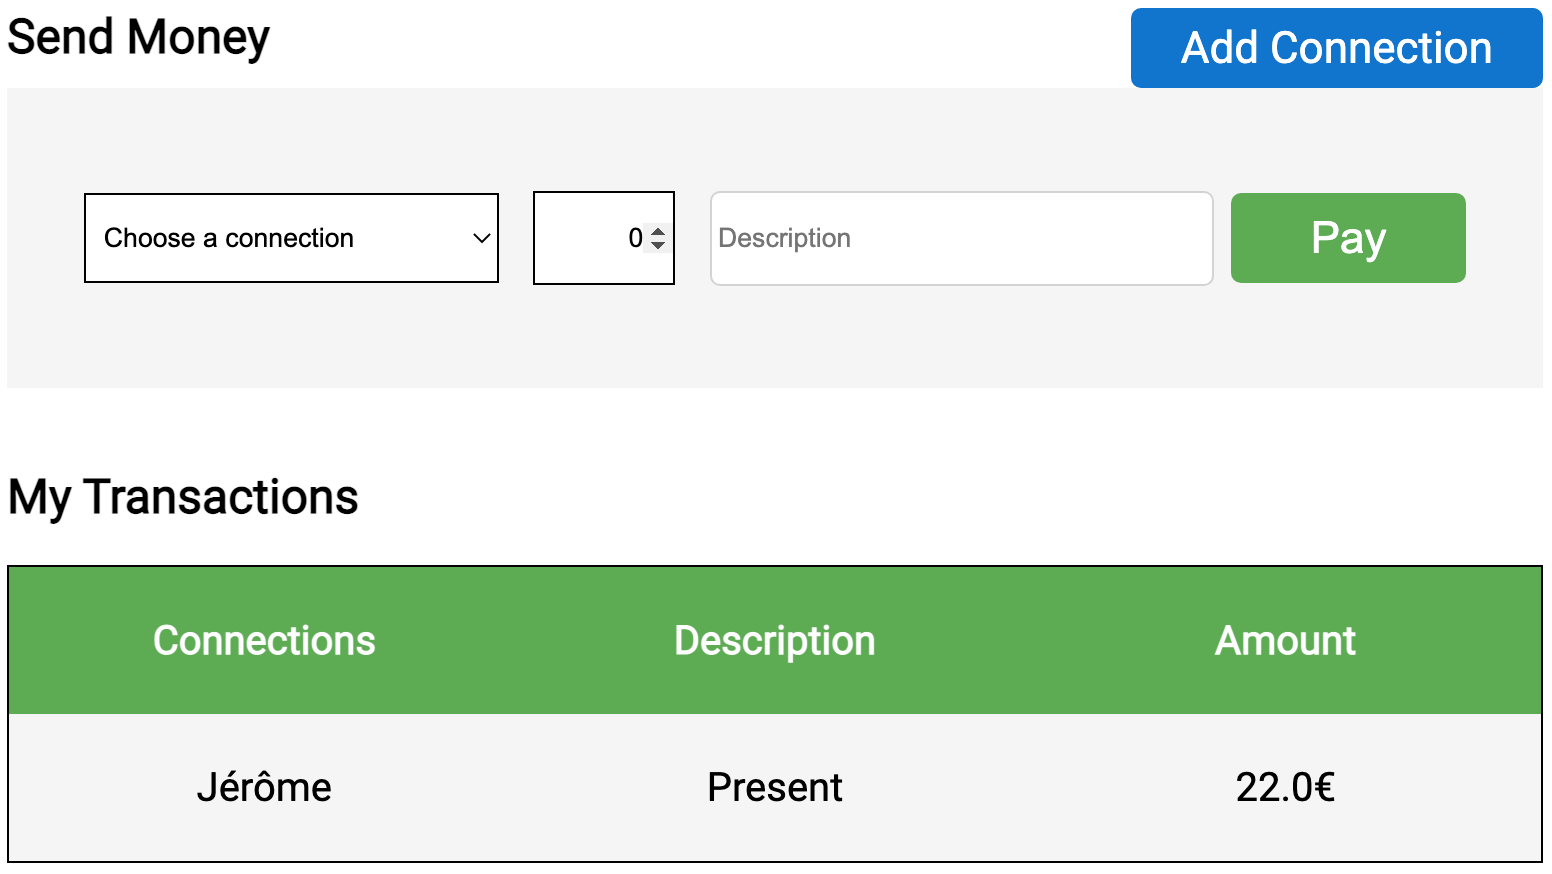 Send Money
Add Connection
Choose a connection
0
Description
Pay
My Transactions
Connections Description Amount
Jérôme Present 22.0€